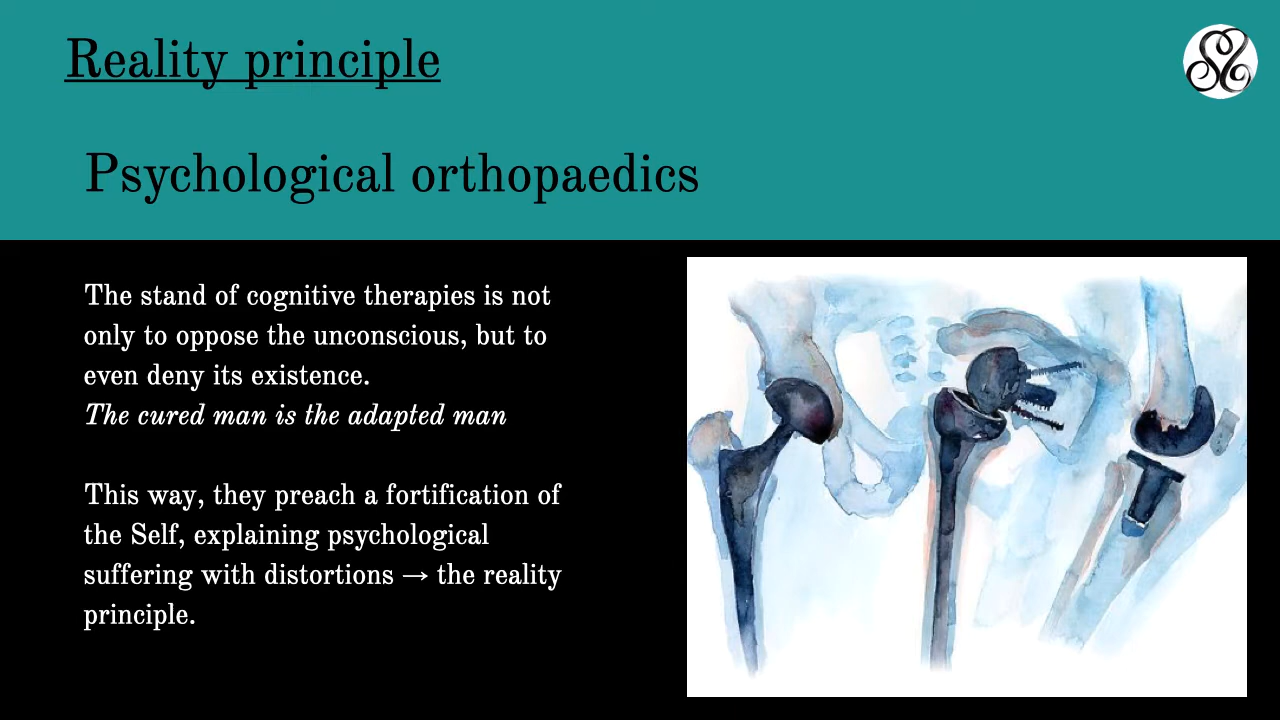 Reality principle
Psychological orthopaedics
The stand of cognitive therapies is not
only to oppose the unconscious, but to
even deny its existence.
The cured man is the adapted man
This way, they preach a fortification of
the Self, explaining psychological
suffering with distortions → the reality
principle.